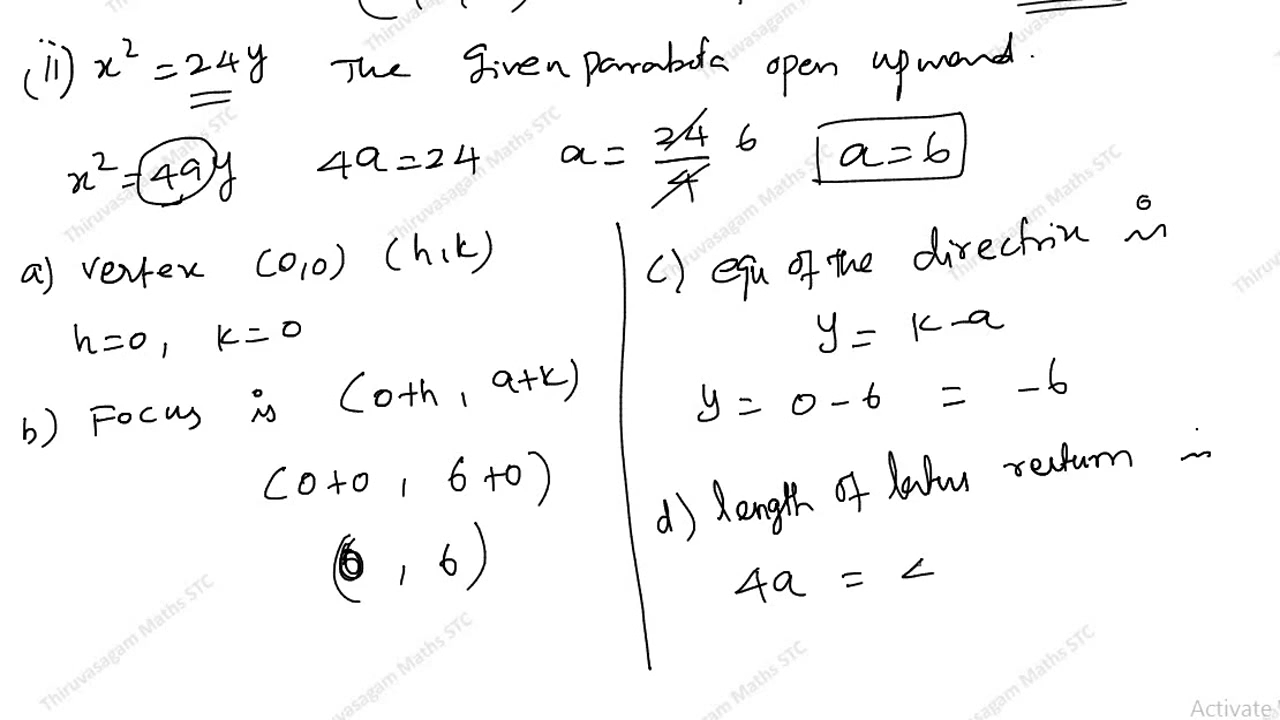 (ii) x² = 24y The Given parabola open upward.
x² = 4ay 4a = 24 a = 24/4 6 a = 6
a) vertex (0,0) (h,k)
h=0, k=0
b) Focus is (0+h, a+k)
(0+0, 6+0)
(0, 6)
c) equ of the directrix is
y = k-a
y = 0-6 = -6
d) length of latus rectum is
4a =
Thiruvasagam Maths STC
Activate